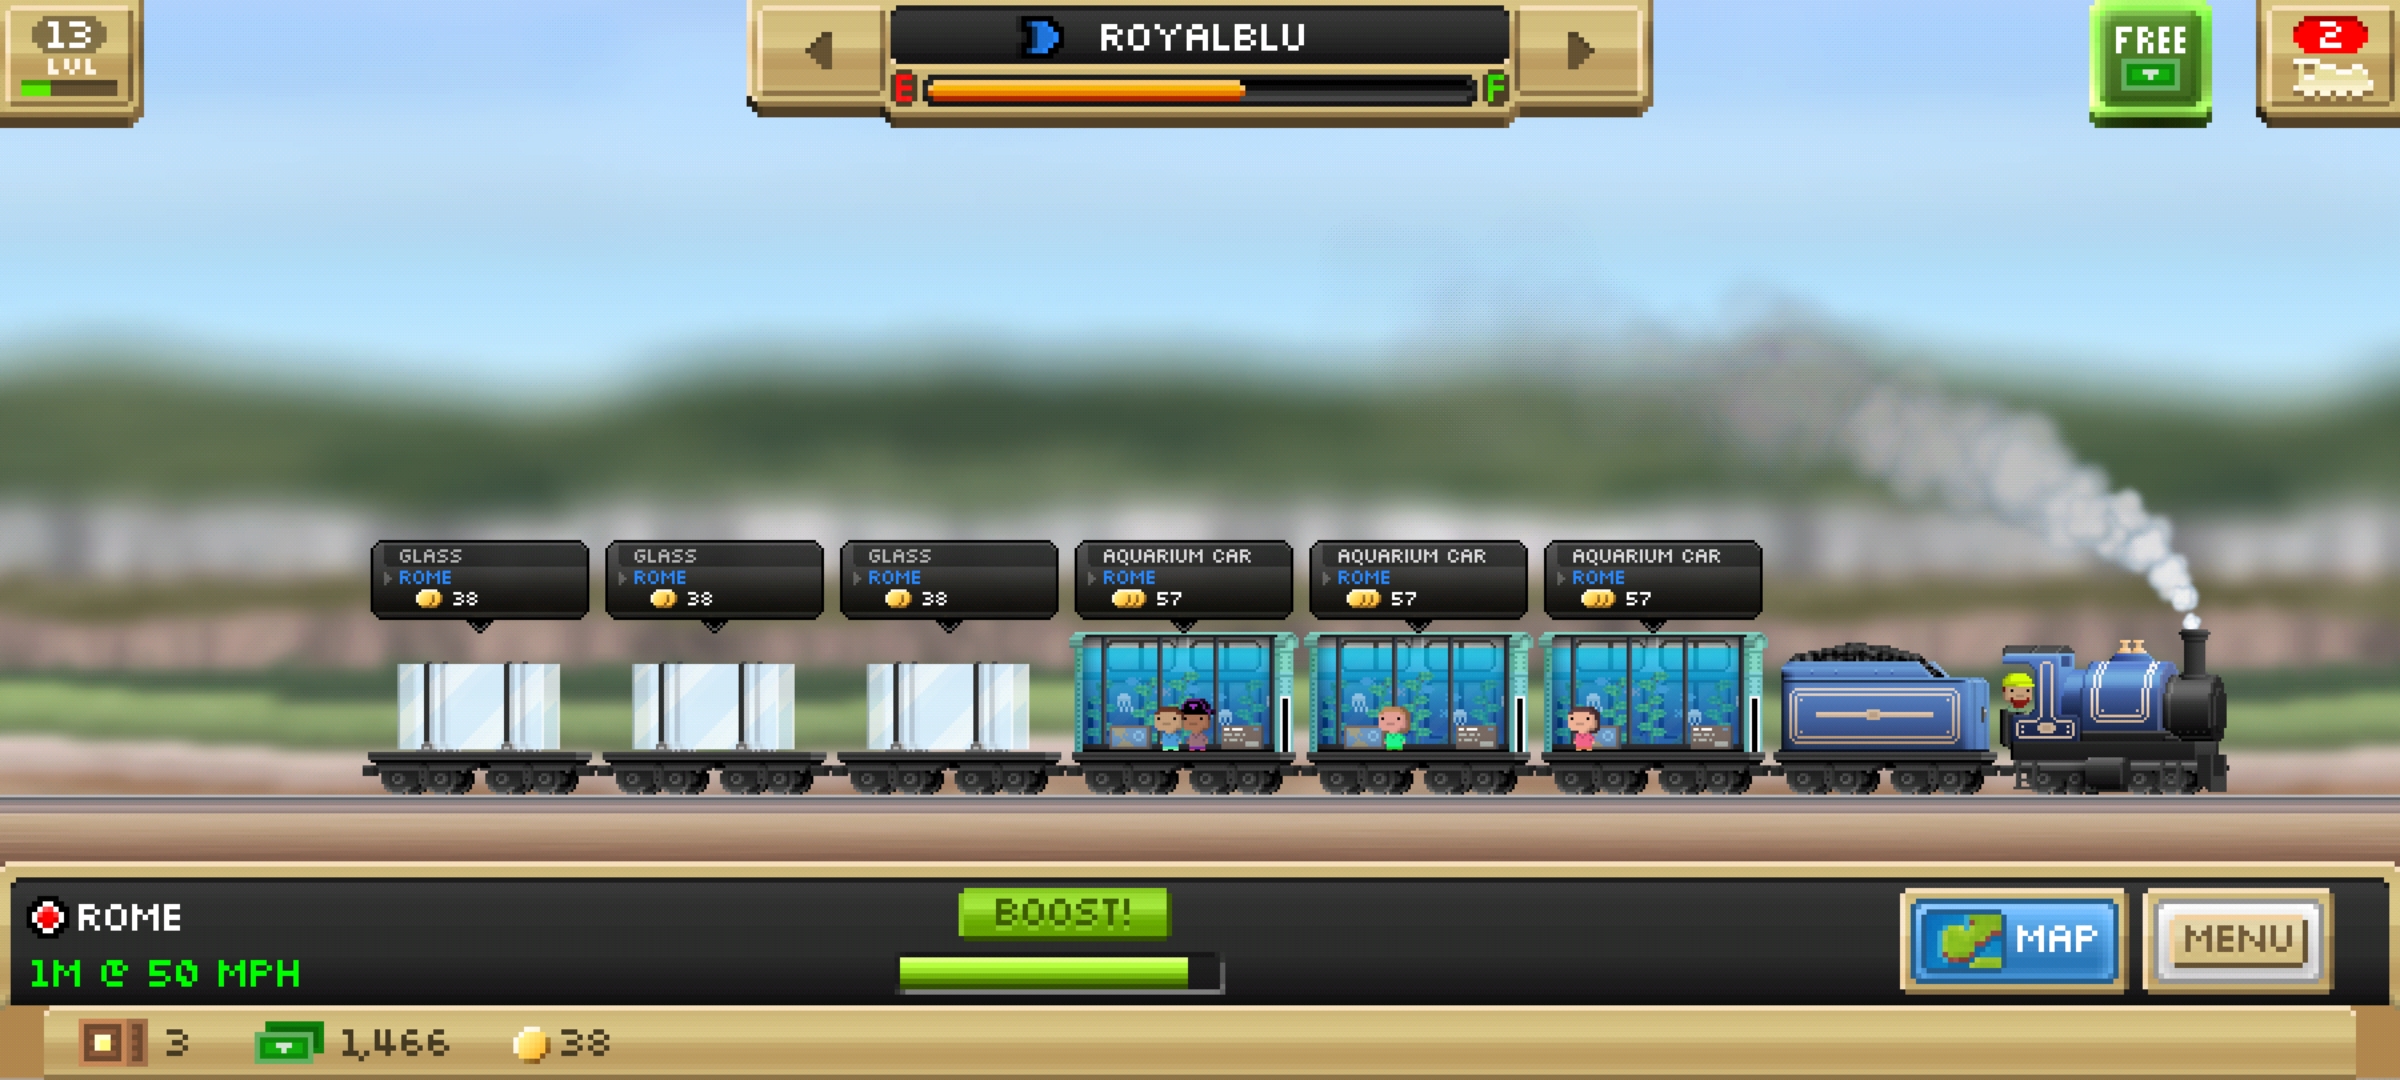 13
LVL
ROYALBLU
E
F
FREE
2
GLASS
ROME
38
GLASS
ROME
38
GLASS
ROME
38
AQUARIUM CAR
ROME
57
AQUARIUM CAR
ROME
57
AQUARIUM CAR
ROME
57
ROME
1M @ 50 MPH
BOOST!
MAP
MENU
3
1,466
38